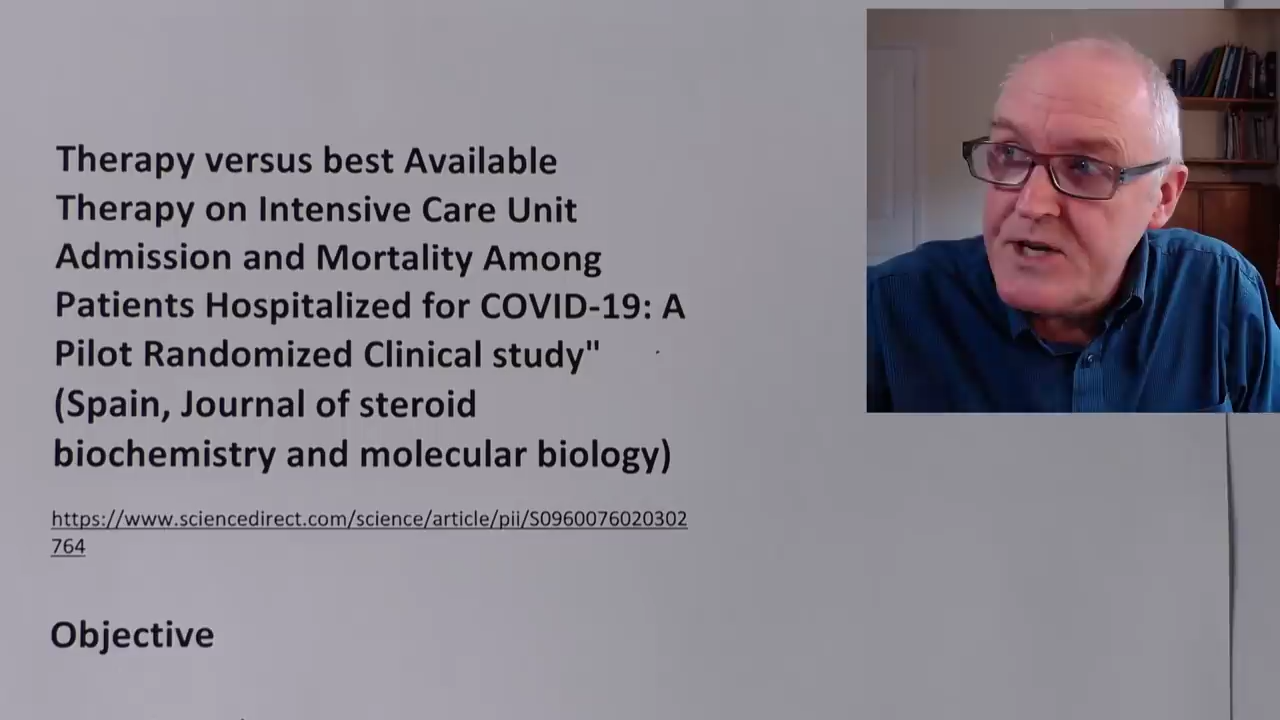 Therapy versus best Available
Therapy on Intensive Care Unit
Admission and Mortality Among
Patients Hospitalized for COVID-19: A
Pilot Randomized Clinical study"
(Spain, Journal of steroid
biochemistry and molecular biology)
https://www.sciencedirect.com/science/article/pii/S0960076020302
764
Objective